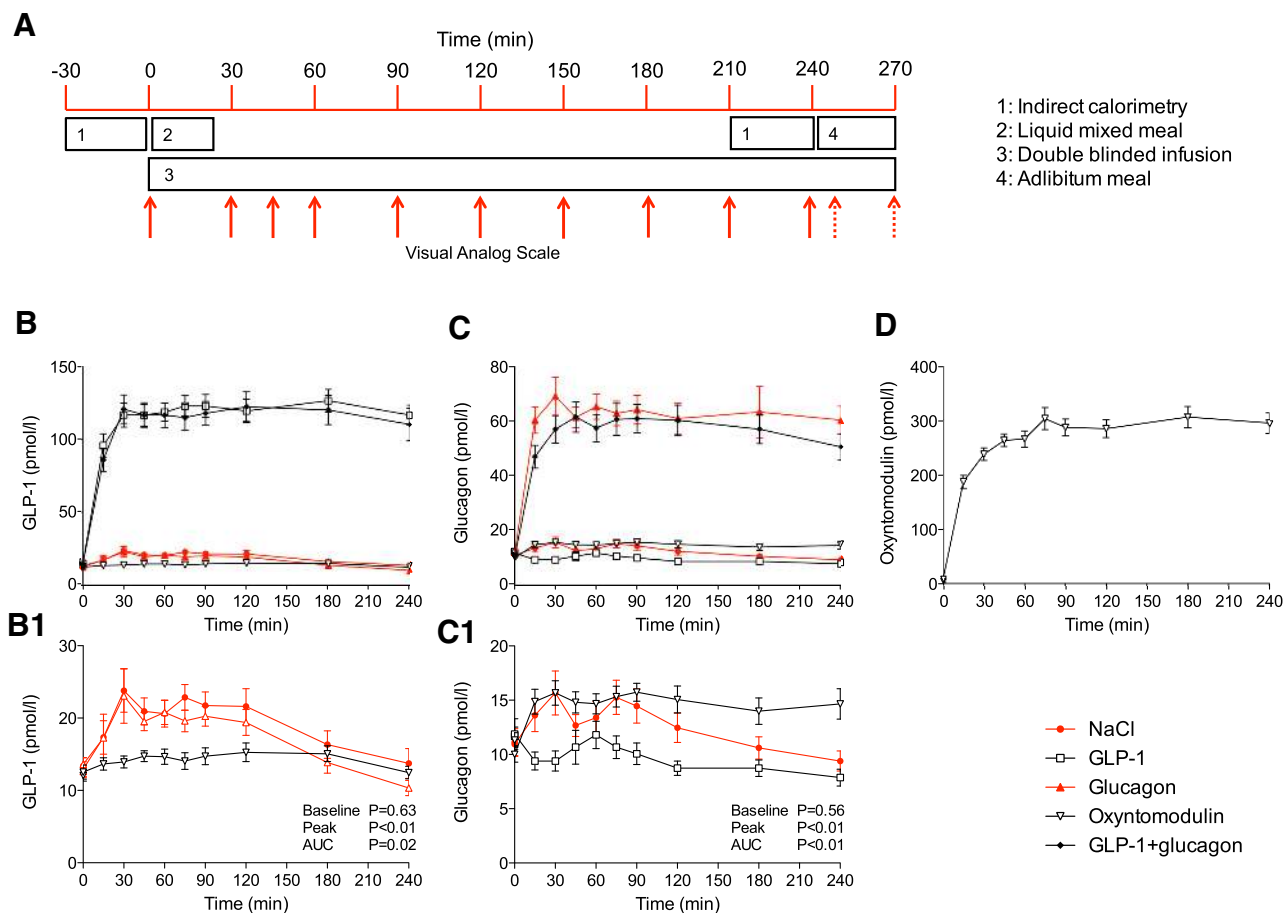 A
Time (min)
-30 0 30 60 90 120 150 180 210 240 270
1 2 1 4
3
Visual Analog Scale
1: Indirect calorimetry
2: Liquid mixed meal
3: Double blinded infusion
4: Adlibitum meal
B
GLP-1 (pmol/l)
150
100
50
0
0 30 60 90 120 150 180 210 240
Time (min)
C
Glucagon (pmol/l)
80
60
40
20
0
0 30 60 90 120 150 180 210 240
Time (min)
D
Oxyntomodulin (pmol/l)
400
300
200
100
0
0 30 60 90 120 150 180 210 240
Time (min)
B1
GLP-1 (pmol/l)
30
20
10
0
Baseline P=0.63
Peak P<0.01
AUC P=0.02
0 30 60 90 120 150 180 210 240
Time (min)
C1
Glucagon (pmol/l)
20
15
10
5
0
Baseline P=0.56
Peak P<0.01
AUC P<0.01
0 30 60 90 120 150 180 210 240
Time (min)
NaCl
GLP-1
Glucagon
Oxyntomodulin
GLP-1+glucagon